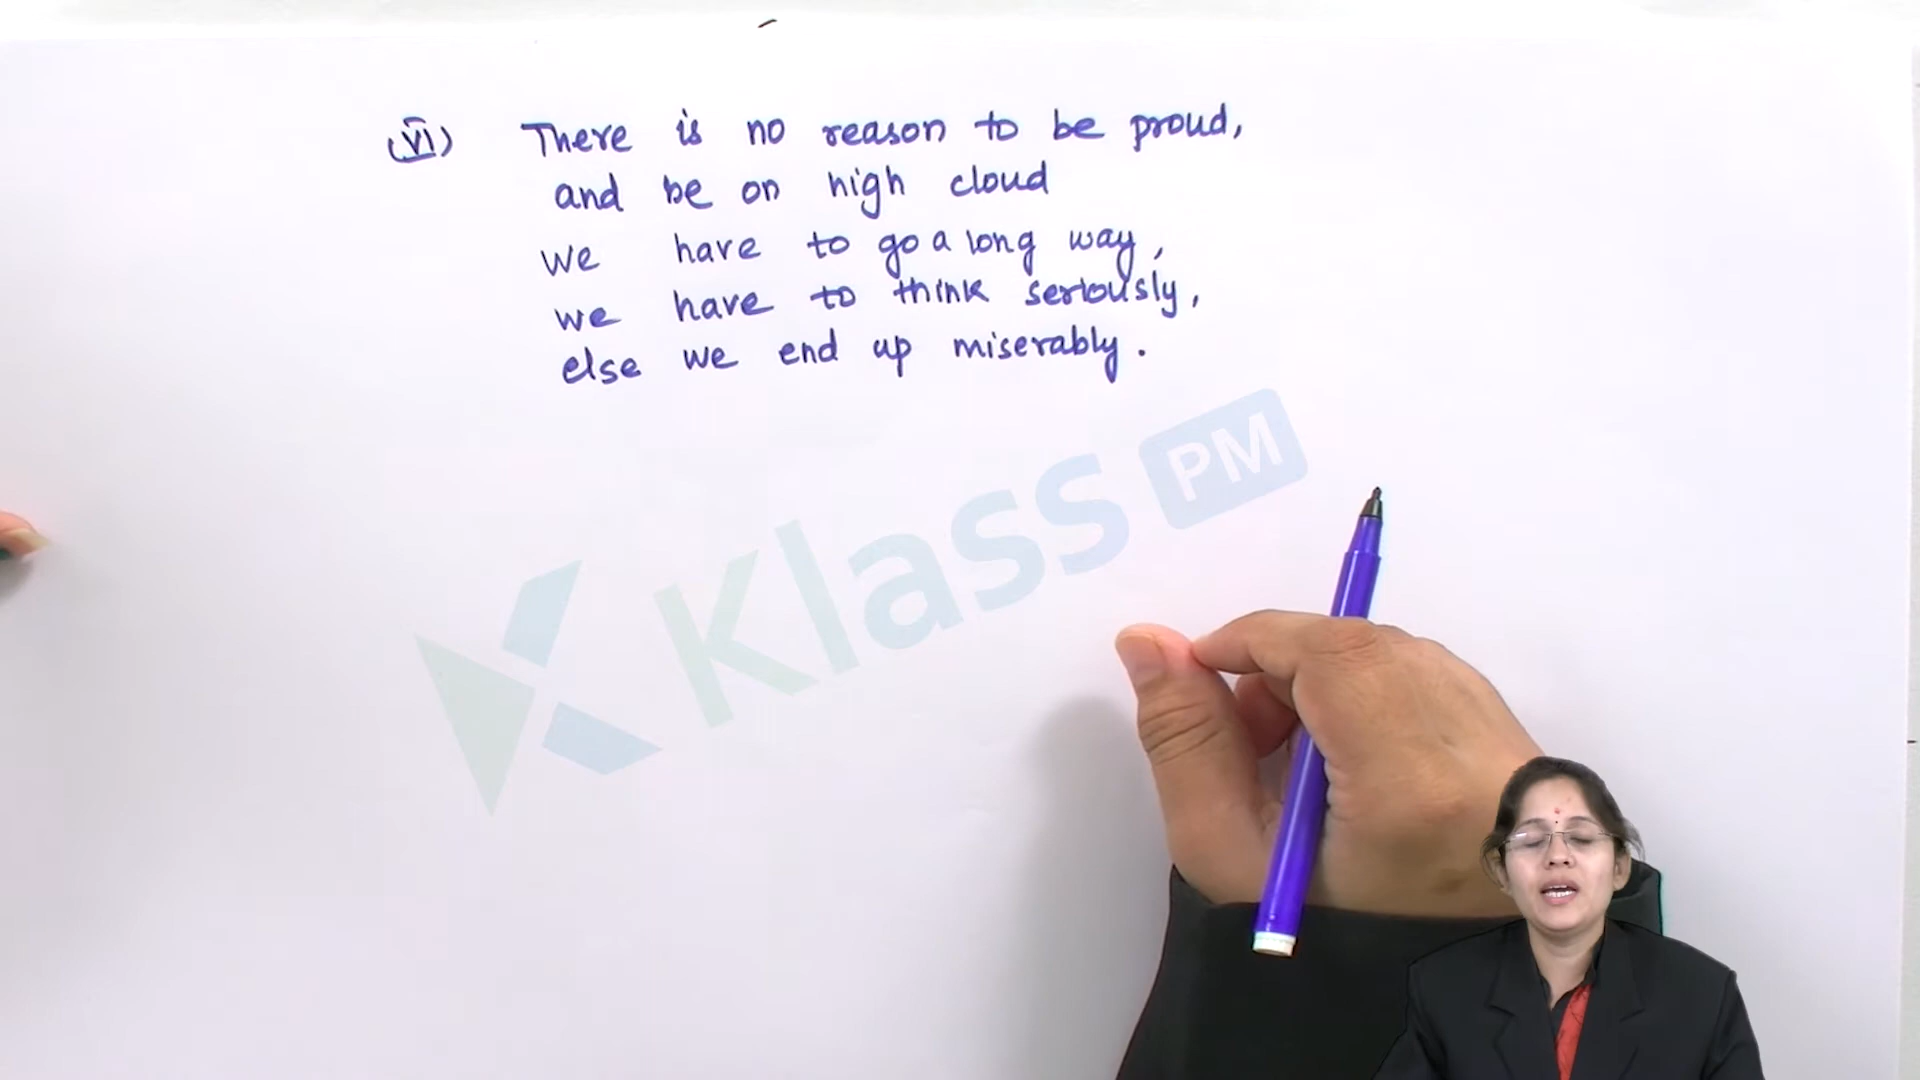 (vi) There is no reason to be proud,
and be on high cloud
we have to go a long way,
we have to think seriously,
else we end up miserably.
Klass PM